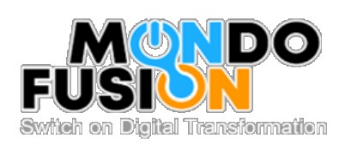 MONDO
FUSION
Switch on Digital Transformation